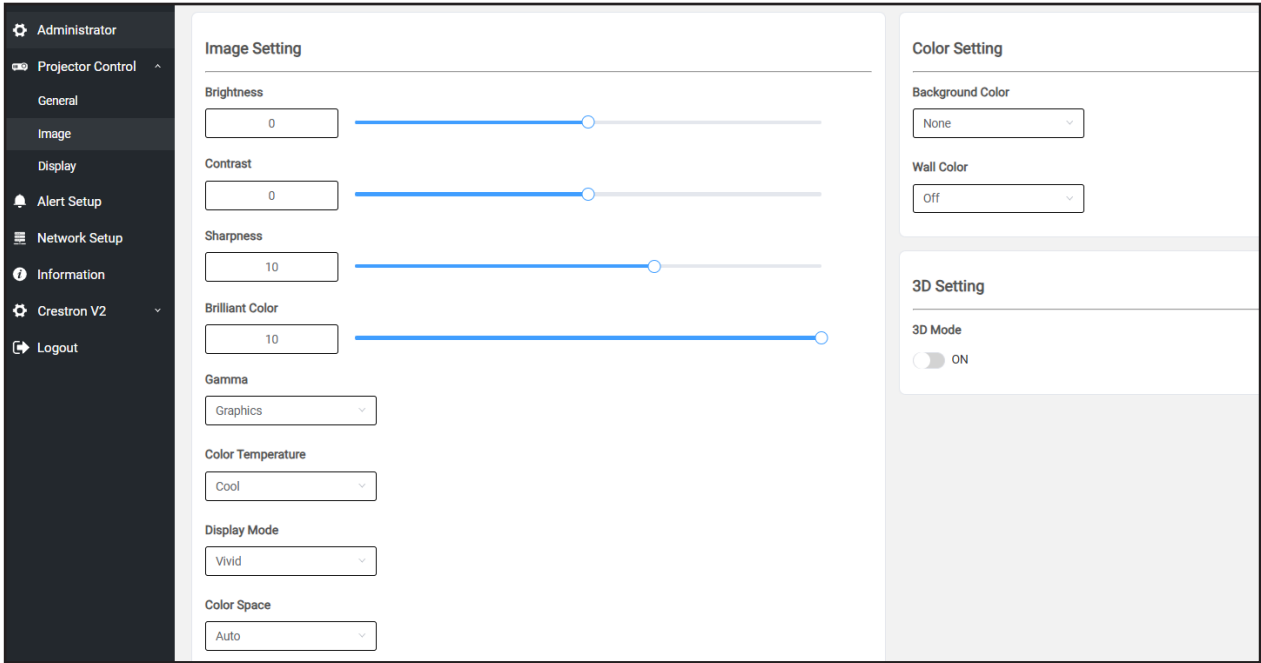 Administrator
Projector Control
General
Image
Display
Alert Setup
Network Setup
Information
Crestron V2
Logout
Image Setting
Brightness
0
Contrast
0
Sharpness
10
Brilliant Color
10
Gamma
Graphics
Color Temperature
Cool
Display Mode
Vivid
Color Space
Auto
Color Setting
Background Color
None
Wall Color
Off
3D Setting
3D Mode
ON